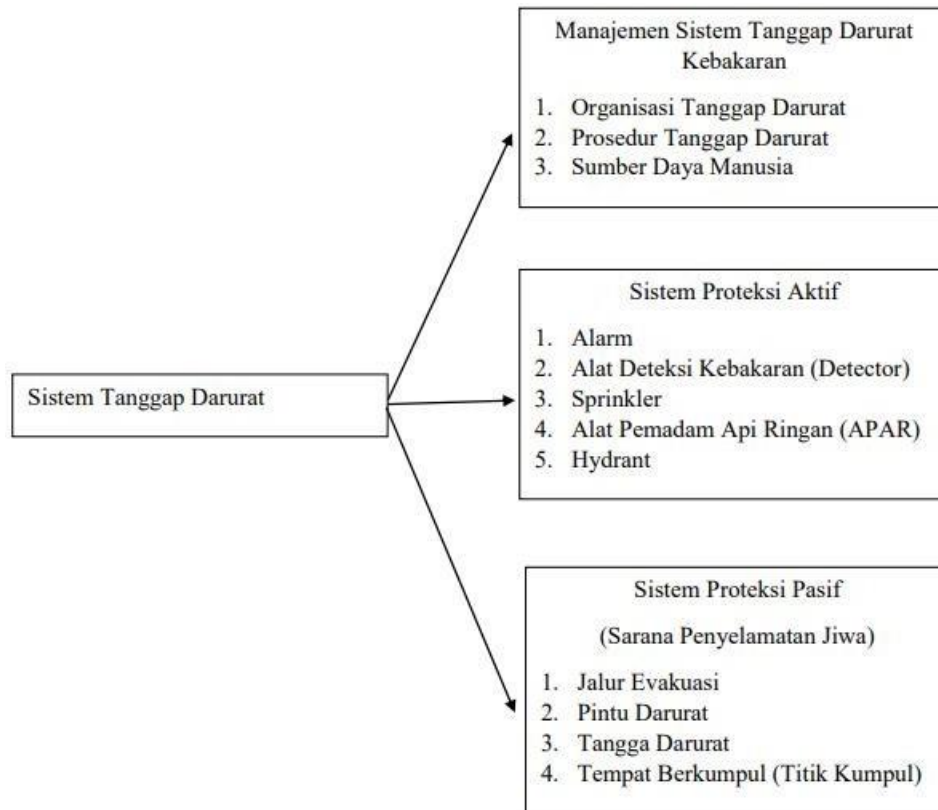 Manajemen Sistem Tanggap Darurat
Kebakaran
1. Organisasi Tanggap Darurat
2. Prosedur Tanggap Darurat
3. Sumber Daya Manusia
Sistem Proteksi Aktif
1. Alarm
2. Alat Deteksi Kebakaran (Detector)
3. Sprinkler
4. Alat Pemadam Api Ringan (APAR)
5. Hydrant
Sistem Tanggap Darurat
Sistem Proteksi Pasif
(Sarana Penyelamatan Jiwa)
1. Jalur Evakuasi
2. Pintu Darurat
3. Tangga Darurat
4. Tempat Berkumpul (Titik Kumpul)